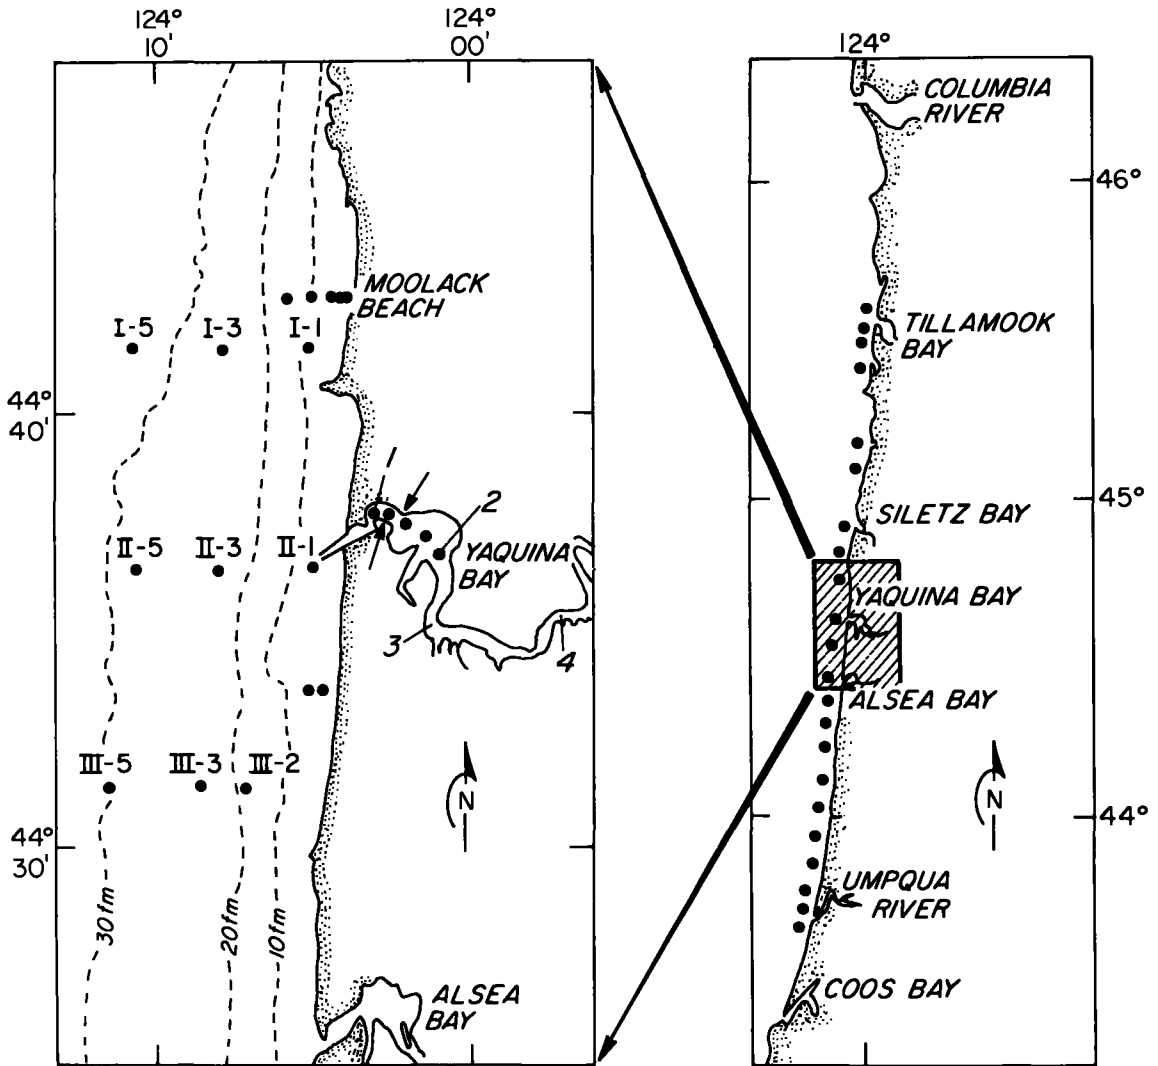 124°
10'
124°
00'
MOOLACK
BEACH
I-5
I-3
I-1
44°
40'
2
II-5
II-3
II-1
YAQUINA
BAY
3
4
III-5
III-3
III-2
N
44°
30'
30fm
20fm
10fm
ALSEA
BAY
124°
COLUMBIA
RIVER
46°
TILLAMOOK
BAY
45°
SILETZ BAY
YAQUINA BAY
ALSEA BAY
N
44°
UMPQUA
RIVER
COOS BAY